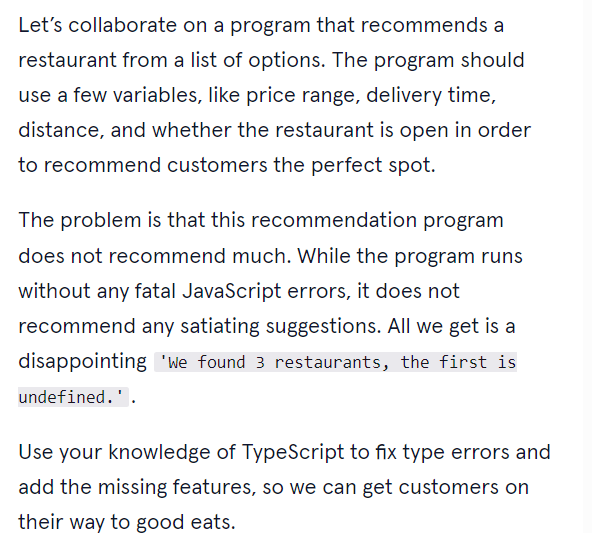 Let’s collaborate on a program that recommends a
restaurant from a list of options. The program should
use a few variables, like price range, delivery time,
distance, and whether the restaurant is open in order
to recommend customers the perfect spot.
The problem is that this recommendation program
does not recommend much. While the program runs
without any fatal JavaScript errors, it does not
recommend any satiating suggestions. All we get is a
disappointing 'We found 3 restaurants, the first is
undefined.'.
Use your knowledge of TypeScript to fix type errors and
add the missing features, so we can get customers on
their way to good eats.